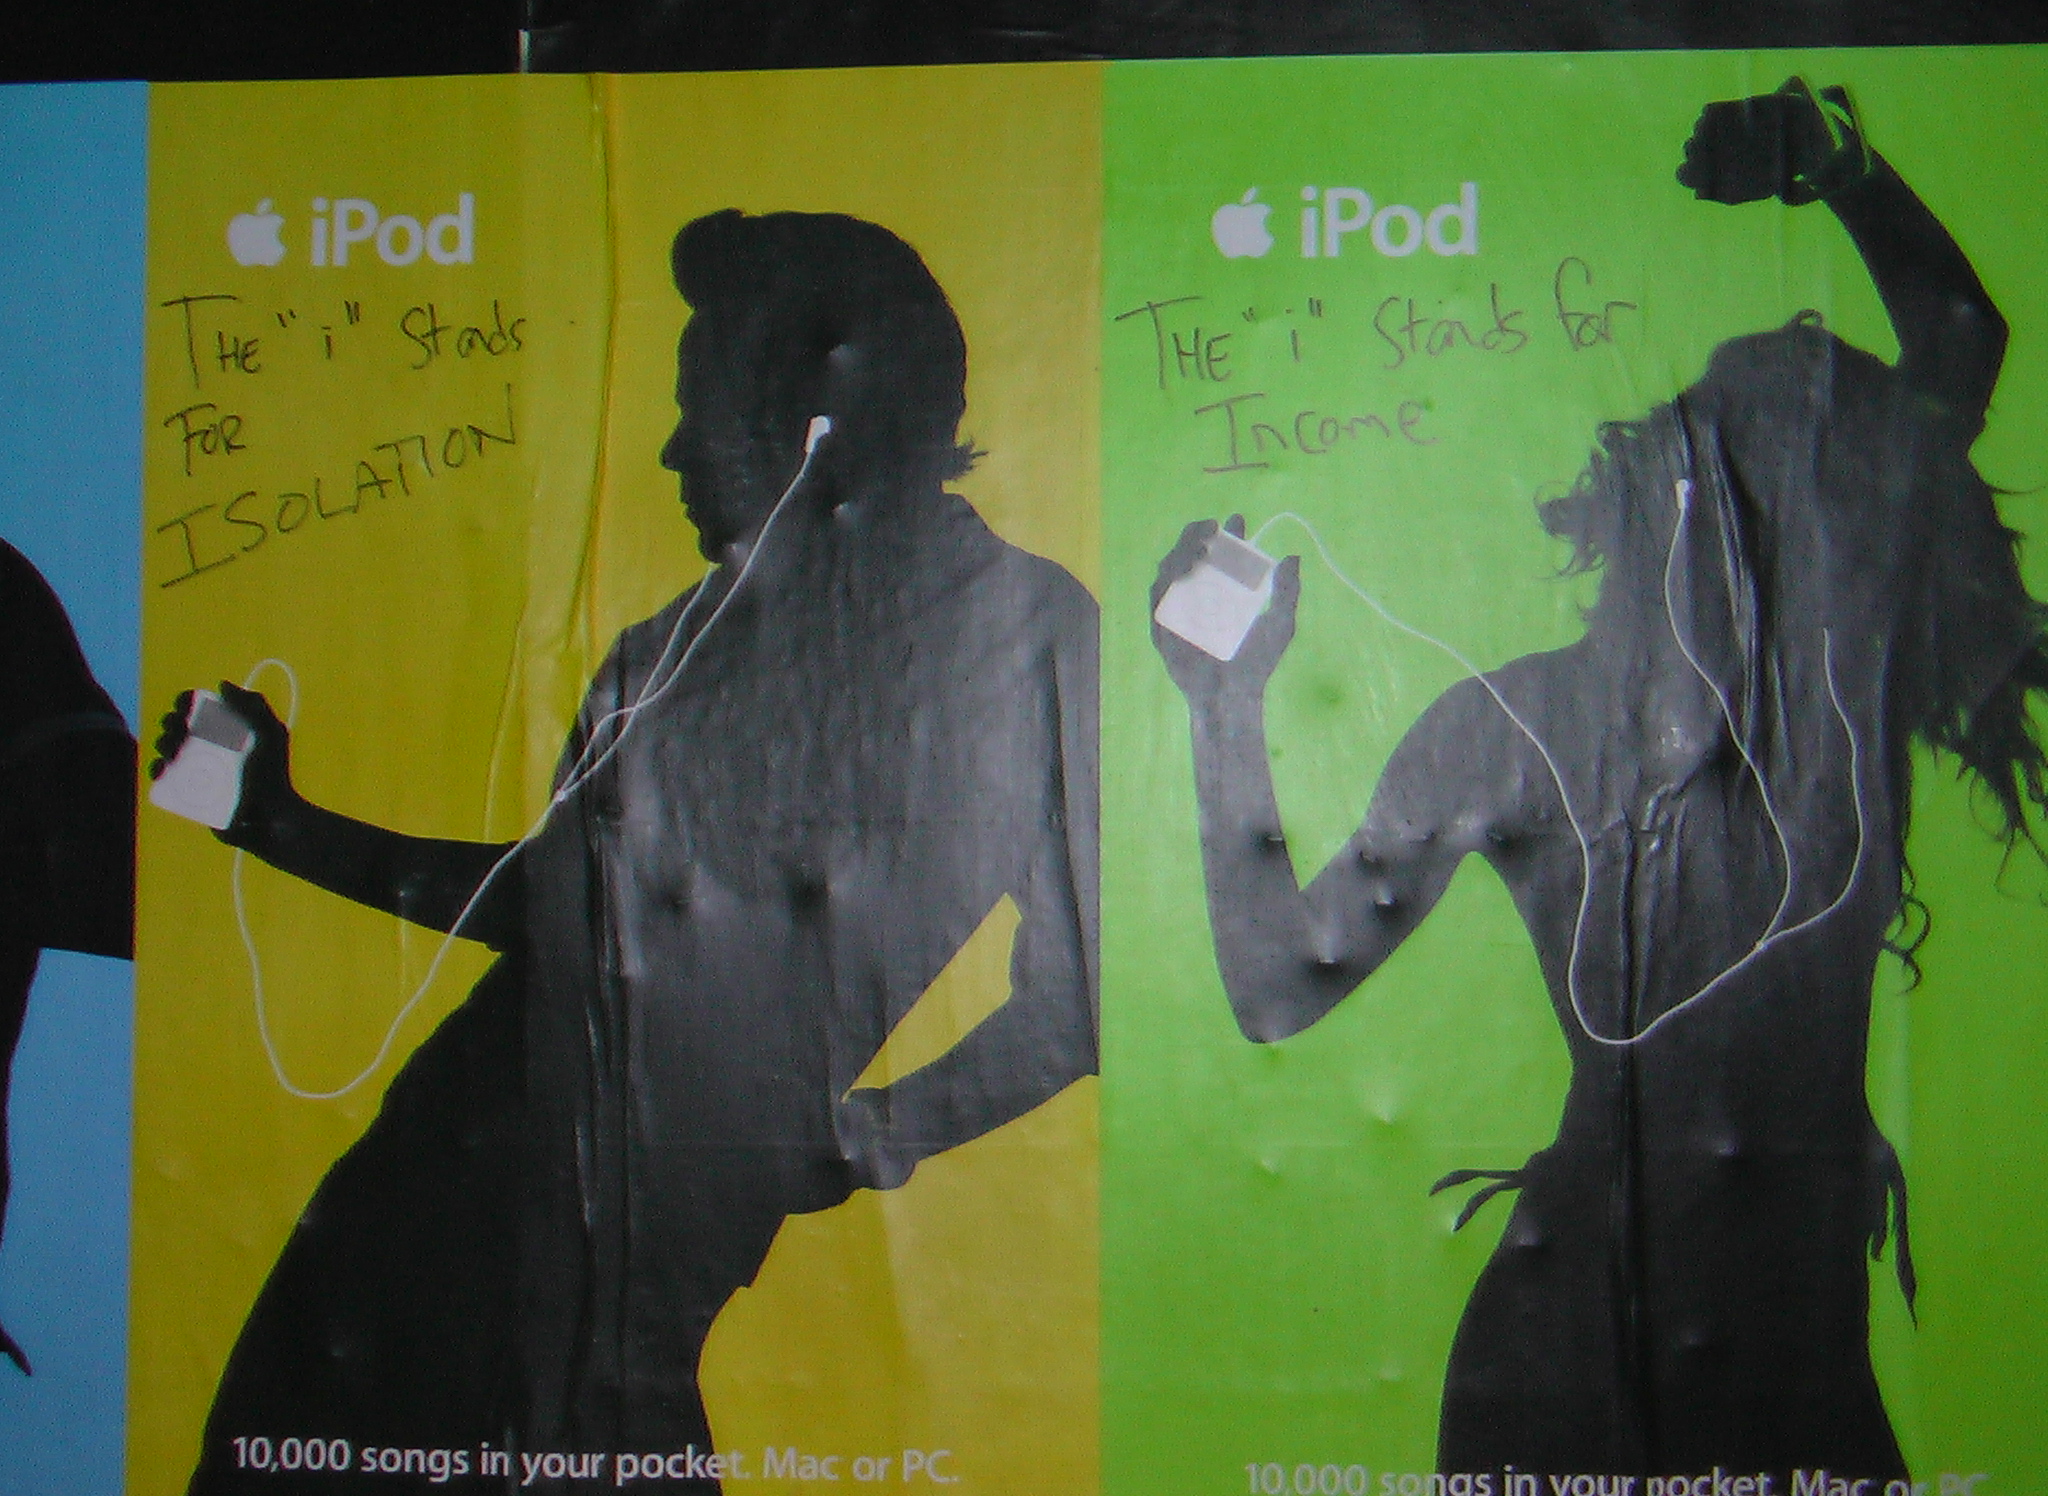 iPod
THE "i" Stands
FOR
ISOLATION
10,000 songs in your pocket. Mac or PC.
iPod
THE "i" Stands for
Income
10,000 songs in your pocket. Mac or PC